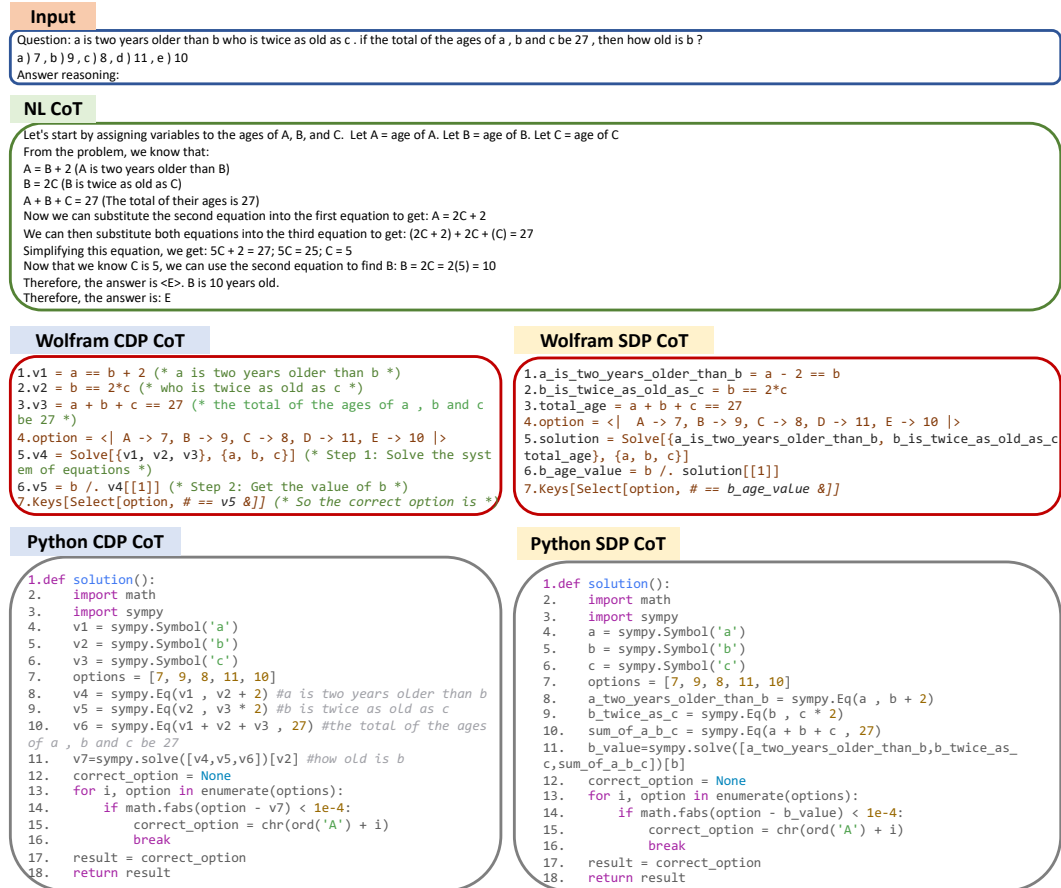 Input
Question: a is two years older than b who is twice as old as c . if the total of the ages of a , b and c be 27 , then how old is b ?
a ) 7 , b ) 9 , c ) 8 , d ) 11 , e ) 10
Answer reasoning:
NL CoT
Let's start by assigning variables to the ages of A, B, and C.  Let A = age of A. Let B = age of B. Let C = age of C
From the problem, we know that:
A = B + 2 (A is two years older than B)
B = 2C (B is twice as old as C)
A + B + C = 27 (The total of their ages is 27)
Now we can substitute the second equation into the first equation to get: A = 2C + 2
We can then substitute both equations into the third equation to get: (2C + 2) + 2C + (C) = 27
Simplifying this equation, we get: 5C + 2 = 27; 5C = 25; C = 5
Now that we know C is 5, we can use the second equation to find B: B = 2C = 2(5) = 10
Therefore, the answer is <E>. B is 10 years old.
Therefore, the answer is: E
Wolfram CDP CoT
1.v1 = a == b + 2 (* a is two years older than b *)
2.v2 = b == 2*c (* who is twice as old as c *)
3.v3 = a + b + c == 27 (* the total of the ages of a , b and c
be 27 *)
4.option = <|  A -> 7, B -> 9, C -> 8, D -> 11, E -> 10 |>
5.v4 = Solve[{v1, v2, v3}, {a, b, c}] (* Step 1: Solve the syst
em of equations *)
6.v5 = b /. v4[[1]] (* Step 2: Get the value of b *)
7.Keys[Select[option, # == v5 &]] (* So the correct option is *)
Wolfram SDP CoT
1.a_is_two_years_older_than_b = a - 2 == b
2.b_is_twice_as_old_as_c = b == 2*c
3.total_age = a + b + c == 27
4.option = <|  A -> 7, B -> 9, C -> 8, D -> 11, E -> 10 |>
5.solution = Solve[{a_is_two_years_older_than_b, b_is_twice_as_old_as_c
total_age}, {a, b, c}]
6.b_age_value = b /. solution[[1]]
7.Keys[Select[option, # == b_age_value &]]
Python CDP CoT
1.def solution():
2.    import math
3.    import sympy
4.    v1 = sympy.Symbol('a')
5.    v2 = sympy.Symbol('b')
6.    v3 = sympy.Symbol('c')
7.    options = [7, 9, 8, 11, 10]
8.    v4 = sympy.Eq(v1 , v2 + 2) #a is two years older than b
9.    v5 = sympy.Eq(v2 , v3 * 2) #b is twice as old as c
10.    v6 = sympy.Eq(v1 + v2 + v3 , 27) #the total of the ages
of a , b and c be 27
11.    v7=sympy.solve([v4,v5,v6])[v2] #how old is b
12.    correct_option = None
13.    for i, option in enumerate(options):
14.        if math.fabs(option - v7) < 1e-4:
15.            correct_option = chr(ord('A') + i)
16.            break
17.    result = correct_option
18.    return result
Python SDP CoT
1.def solution():
2.    import math
3.    import sympy
4.    a = sympy.Symbol('a')
5.    b = sympy.Symbol('b')
6.    c = sympy.Symbol('c')
7.    options = [7, 9, 8, 11, 10]
8.    a_two_years_older_than_b = sympy.Eq(a , b + 2)
9.    b_twice_as_c = sympy.Eq(b , c * 2)
10.    sum_of_a_b_c = sympy.Eq(a + b + c , 27)
11.    b_value=sympy.solve([a_two_years_older_than_b,b_twice_as_
c,sum_of_a_b_c])[b]
12.    correct_option = None
13.    for i, option in enumerate(options):
14.        if math.fabs(option - b_value) < 1e-4:
15.            correct_option = chr(ord('A') + i)
16.            break
17.    result = correct_option
18.    return result